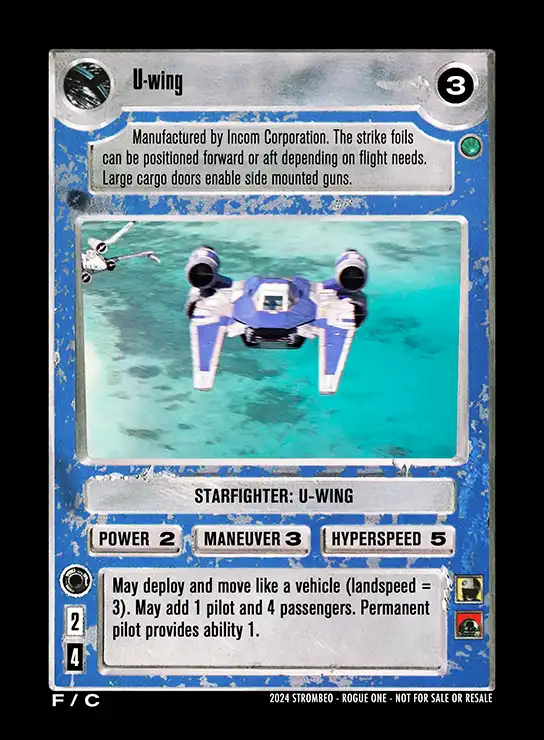 U-wing
3
Manufactured by Incom Corporation. The strike foils
can be positioned forward or aft depending on flight needs.
Large cargo doors enable side mounted guns.
STARFIGHTER: U-WING
POWER 2
MANEUVER 3
HYPERSPEED 5
May deploy and move like a vehicle (landspeed =
3). May add 1 pilot and 4 passengers. Permanent
pilot provides ability 1.
2
4
F / C
2024 STROMBEO - ROGUE ONE - NOT FOR SALE OR RESALE